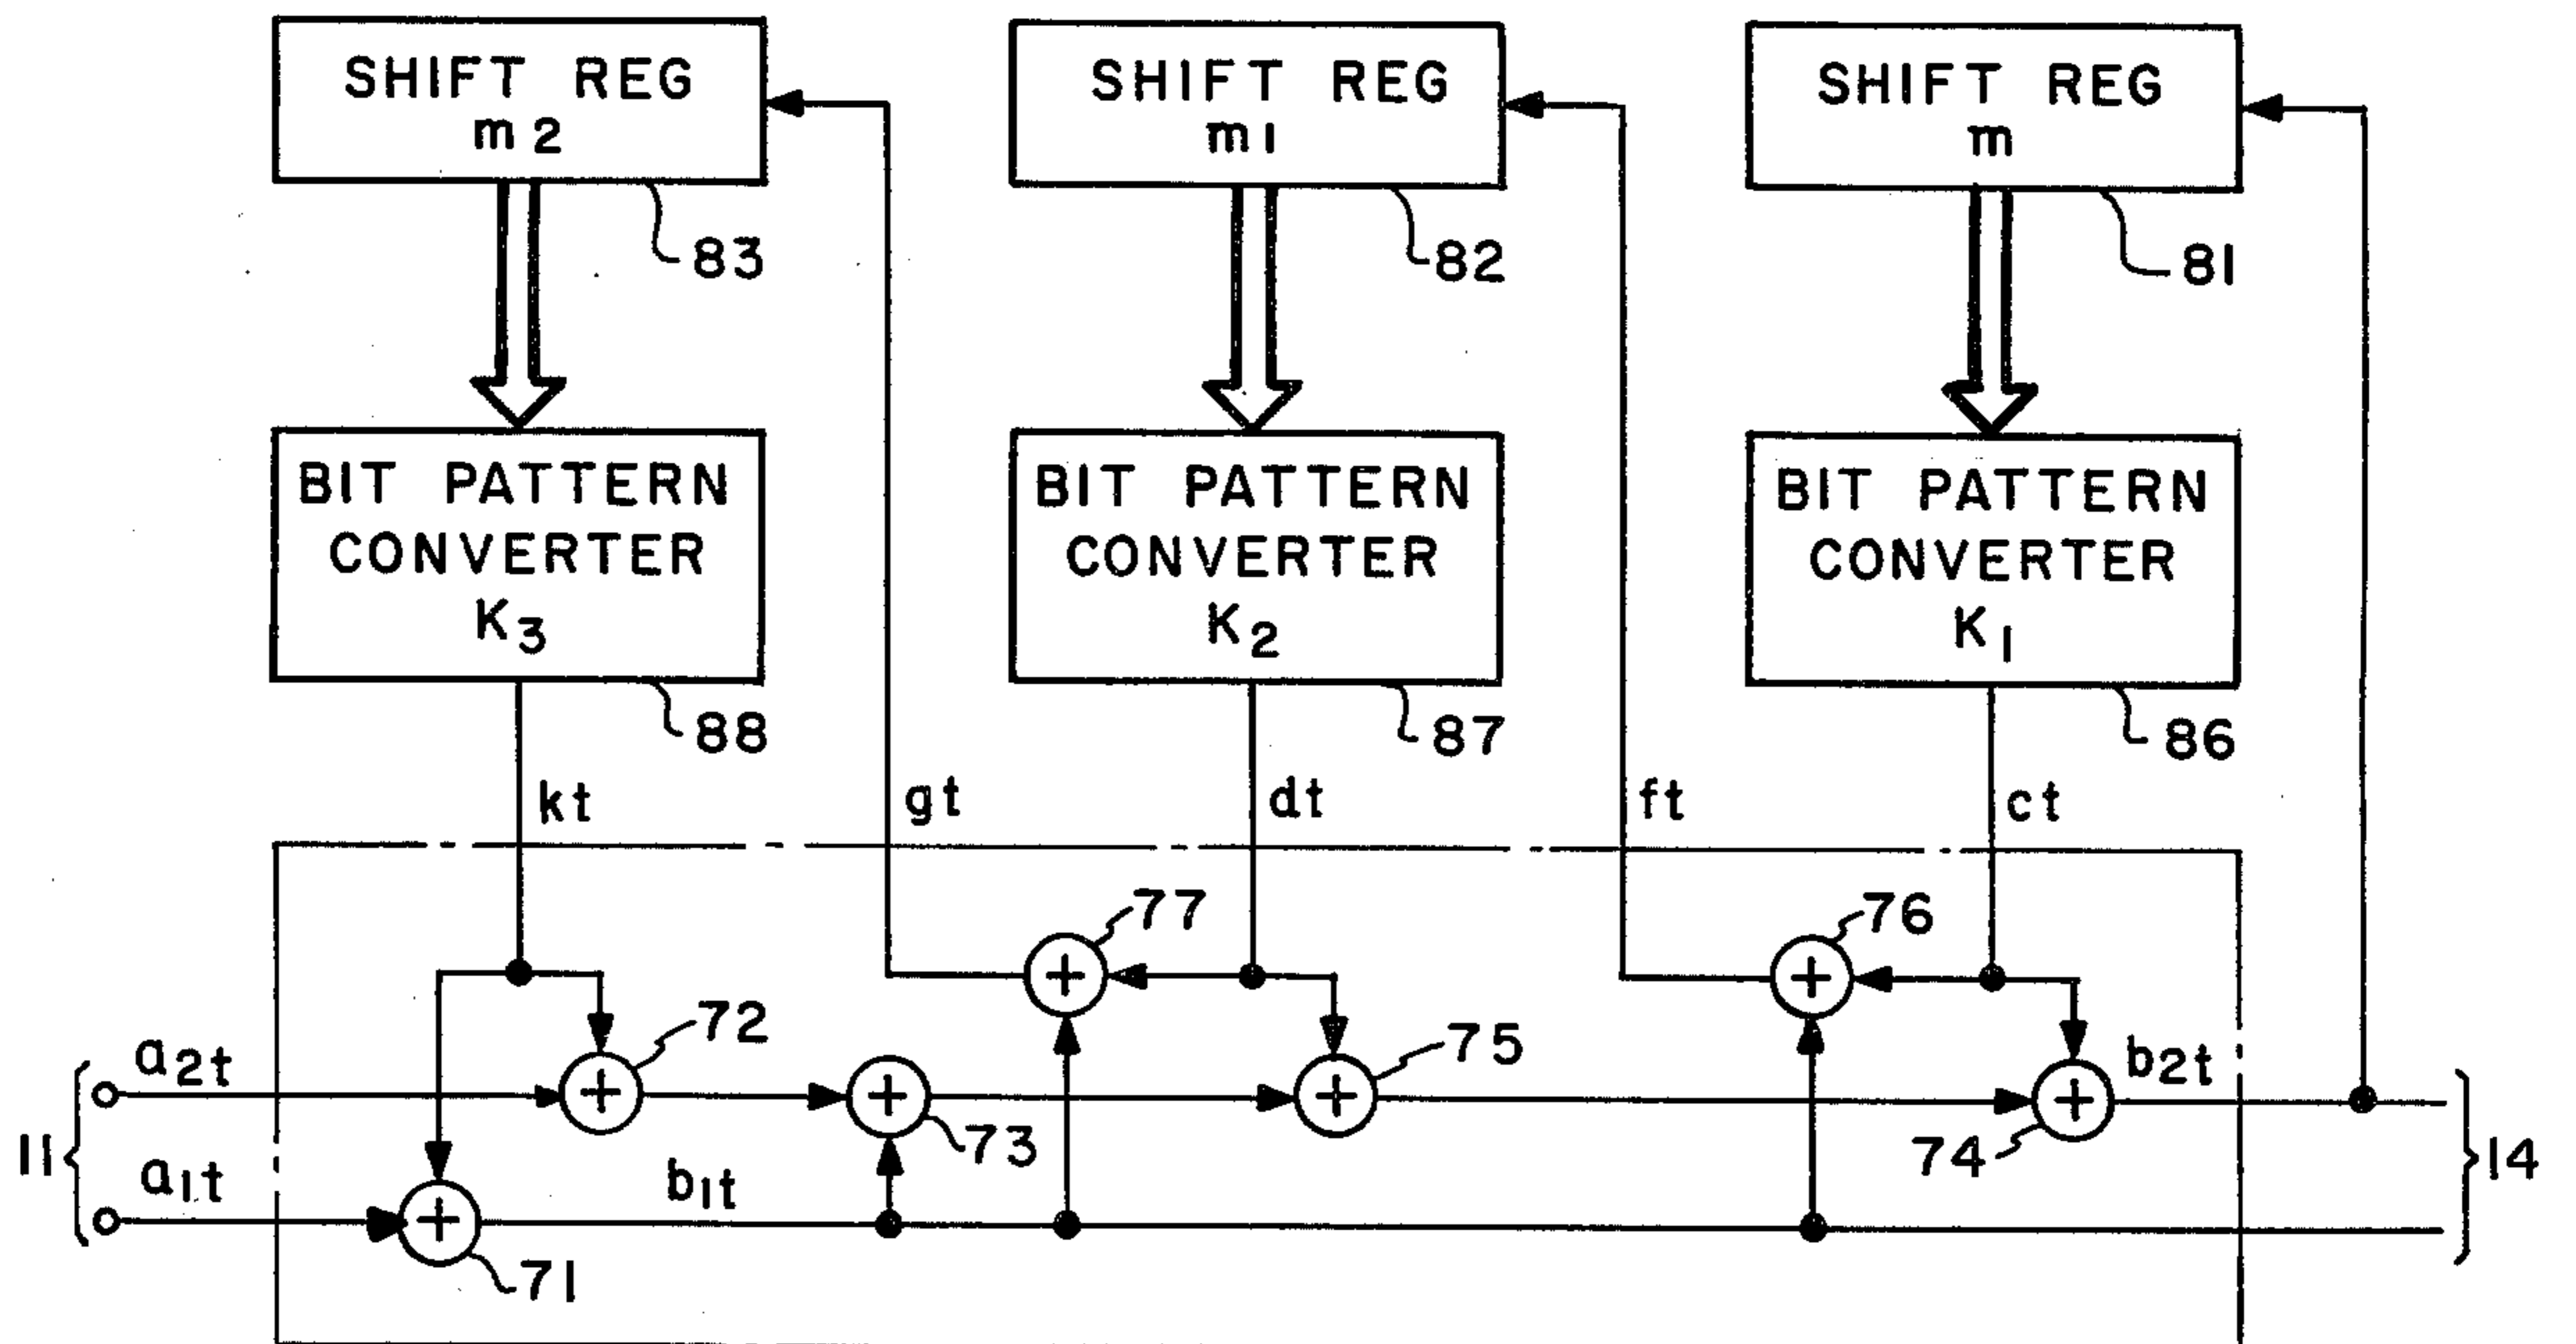 SHIFT REG
m2
83
SHIFT REG
m1
82
SHIFT REG
m
81
BIT PATTERN
CONVERTER
K3
88
BIT PATTERN
CONVERTER
K2
87
BIT PATTERN
CONVERTER
K1
86
kt
gt
dt
ft
ct
77
76
72
75
a2t
+
+
+
+
+
+
b2t
73
74
11
14
a1t
b1t
+
71